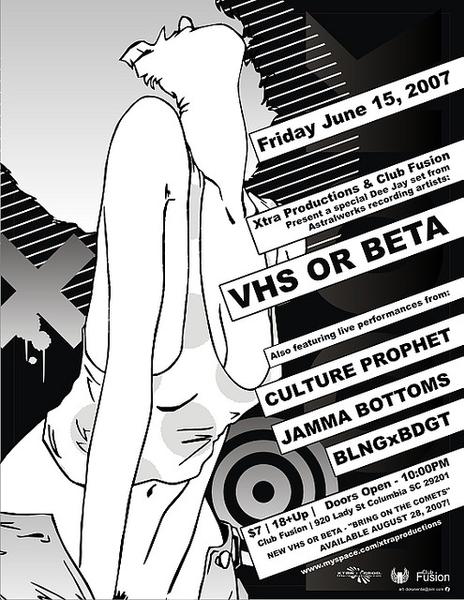 Friday June 15, 2007
Xtra Productions & Club Fusion
Present a special Dee Jay set from
Astralwerks recording artists:
VHS OR BETA
Also featuring live performances from:
CULTURE PROPHET
JAMMA BOTTOMS
BLNGxBDGT
$7 | 18+Up | Doors Open - 10:00PM
Club Fusion | 920 Lady St Columbia SC 29201
NEW VHS OR BETA - "BRING ON THE COMETS"
AVAILABLE AUGUST 28, 2007!
www.myspace.com/xtraproductions
Club
Fusion